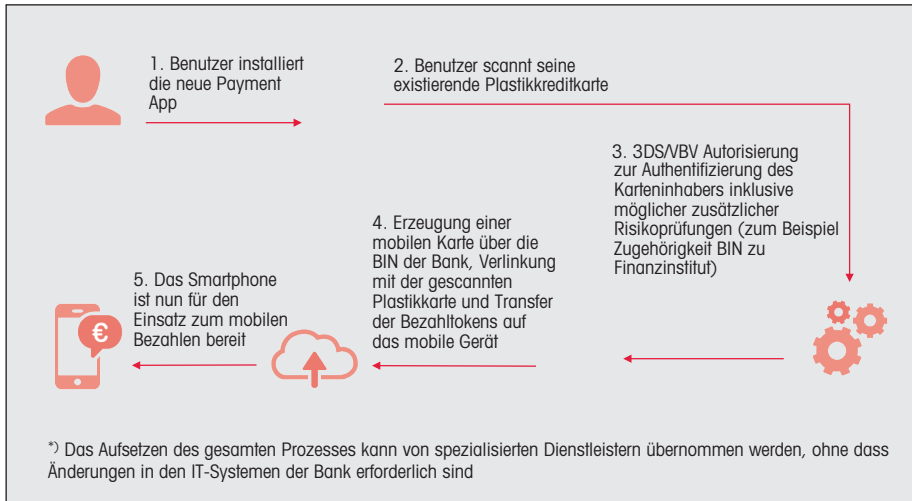 1. Benutzer installiert
die neue Payment
App
2. Benutzer scannt seine
existierende Plastikkreditkarte
3. 3DS/VBV Autorisierung
zur Authentifizierung des
Karteninhabers inklusive
möglicher zusätzlicher
Risikoprüfungen (zum Beispiel
Zugehörigkeit BIN zu
Finanzinstitut)
4. Erzeugung einer
mobilen Karte über die
BIN der Bank, Verlinkung
mit der gescannten
Plastikkarte und Transfer
der Bezahltokens auf
das mobile Gerät
5. Das Smartphone
ist nun für den
Einsatz zum mobilen
Bezahlen bereit
€
*) Das Aufsetzen des gesamten Prozesses kann von spezialisierten Dienstleistern übernommen werden, ohne dass
Änderungen in den IT-Systemen der Bank erforderlich sind